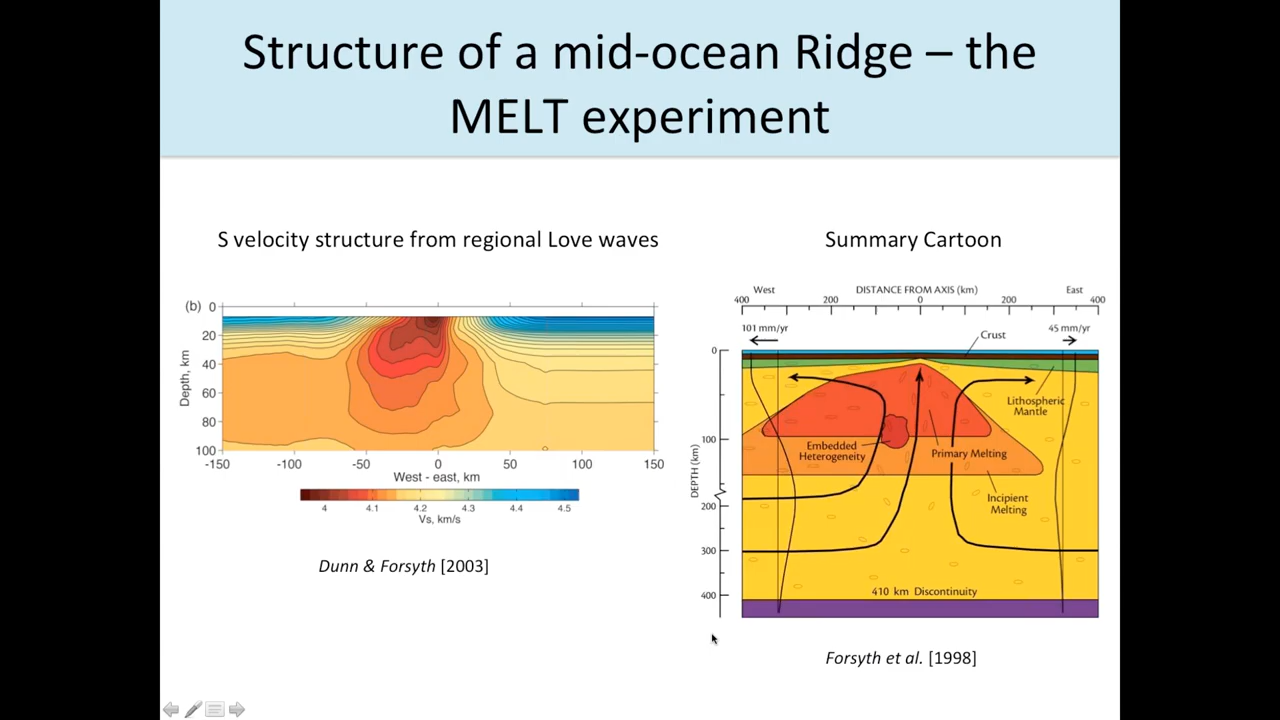 Structure of a mid-ocean Ridge – the
MELT experiment
S velocity structure from regional Love waves
(b)
0
20
40
60
80
100
Depth, km
-150 -100 -50 0 50 100 150
West - east, km
4 4.1 4.2 4.3 4.4 4.5
Vs, km/s
Dunn & Forsyth [2003]
Summary Cartoon
West DISTANCE FROM AXIS (km) East
400 200 0 200 400
101 mm/yr 45 mm/yr
Crust
0
100
200
300
400
DEPTH (km)
Lithospheric
Mantle
Embedded
Heterogeneity
Primary Melting
Incipient
Melting
410 km Discontinuity
Forsyth et al. [1998]